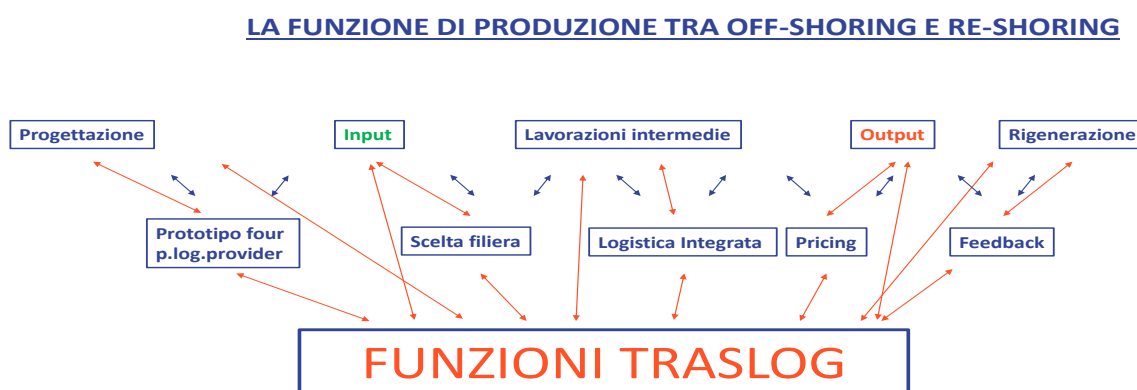 LA FUNZIONE DI PRODUZIONE TRA OFF-SHORING E RE-SHORING
Progettazione
Input
Lavorazioni intermedie
Output
Rigenerazione
Prototipo four
p.log.provider
Scelta filiera
Logistica Integrata
Pricing
Feedback
FUNZIONI TRASLOG